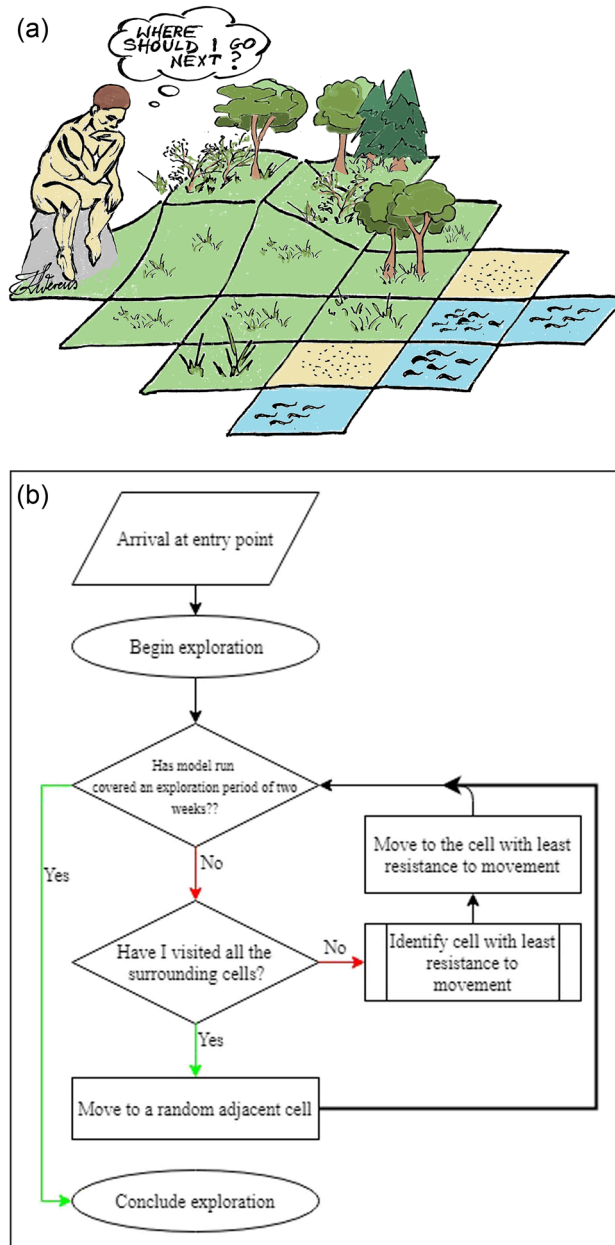 (a)
WHERE
SHOULD I GO
NEXT ?
(b)
Arrival at entry point
Begin exploration
Has model run
covered an exploration period of two
weeks??
Yes
No
Move to the cell with least
resistance to movement
Have I visited all the
surrounding cells?
No
Identify cell with least
resistance to
movement
Yes
Move to a random adjacent cell
Conclude exploration